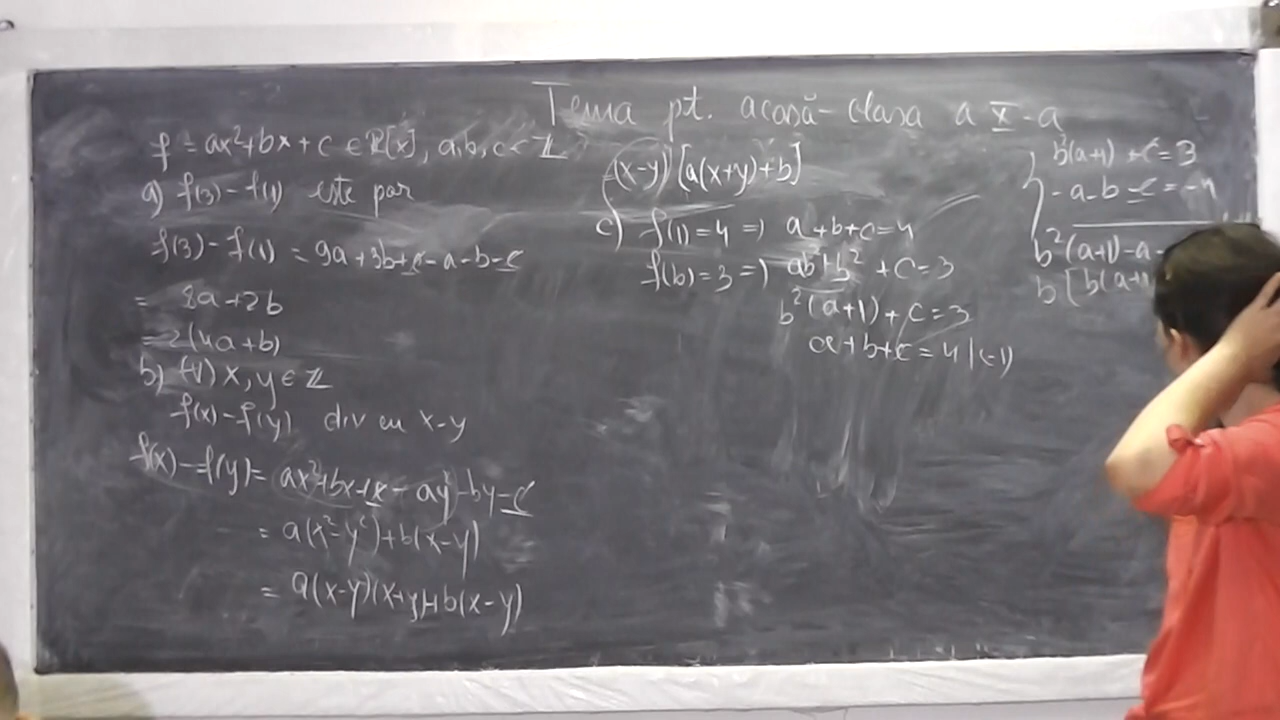 Tema pt. acasă - clasa a X-a
f = ax²+bx+c ∈ R[x], a,b,c ∈ Z
a) f(3)-f(1) este par
f(3)-f(1) = 9a+3b+c-a-b-c
= 8a+2b
= 2(4a+b)
b) (∀) x,y ∈ Z
f(x)-f(y) div cu x-y
f(x)-f(y) = ax²+bx+c-ay²-by-c
= a(x²-y²)+b(x-y)
= a(x-y)(x+y)+b(x-y)
(x-y)[a(x+y)+b]
c) f(1)=4 => a+b+c=4
f(b)=3 => ab²+b²+c=3
b²(a+1)+c=3
a+b+c=4 |(-1)
b²(a+1)+c=3
-a-b-c=-4
b²(a+1)-a-
b[b(a+1)